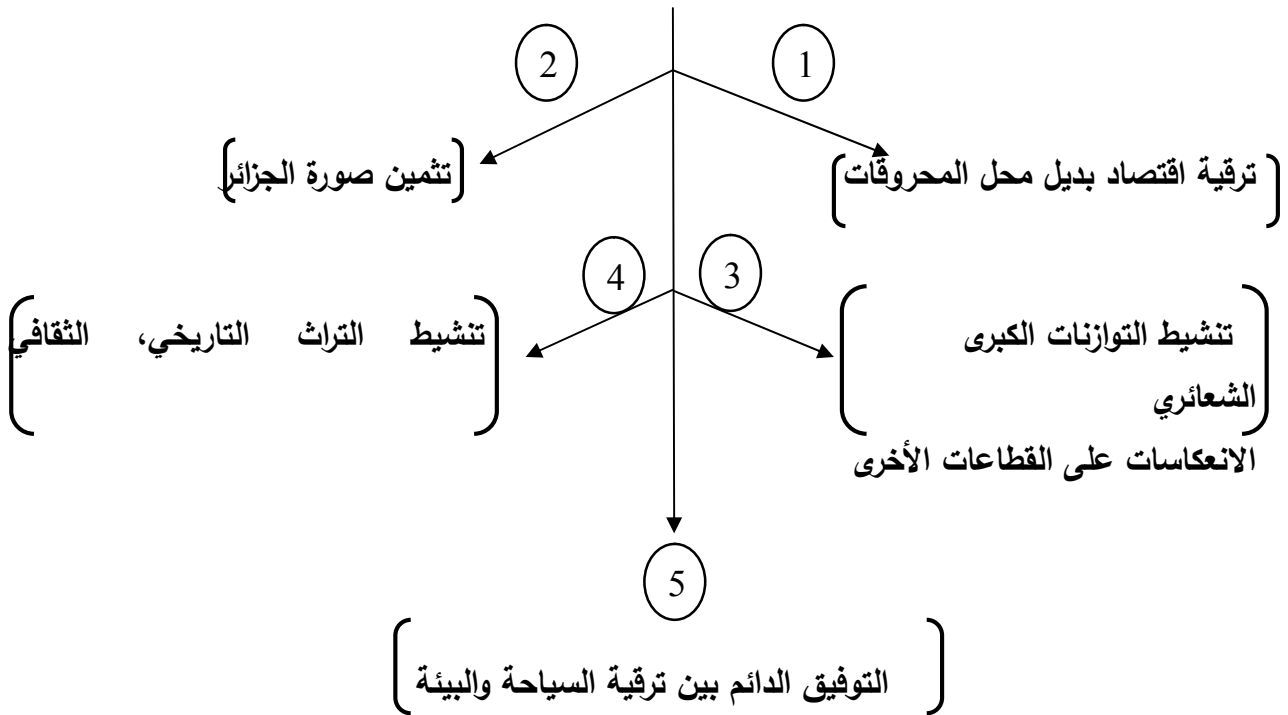 1
2
ترقية اقتصاد بديل محل المحروقات
تثمين صورة الجزائر
3
4
تنشيط التوازنات الكبرى
الشعائري
الانعكاسات على القطاعات الأخرى
تنشيط التراث التاريخي، الثقافي
5
التوفيق الدائم بين ترقية السياحة والبيئة